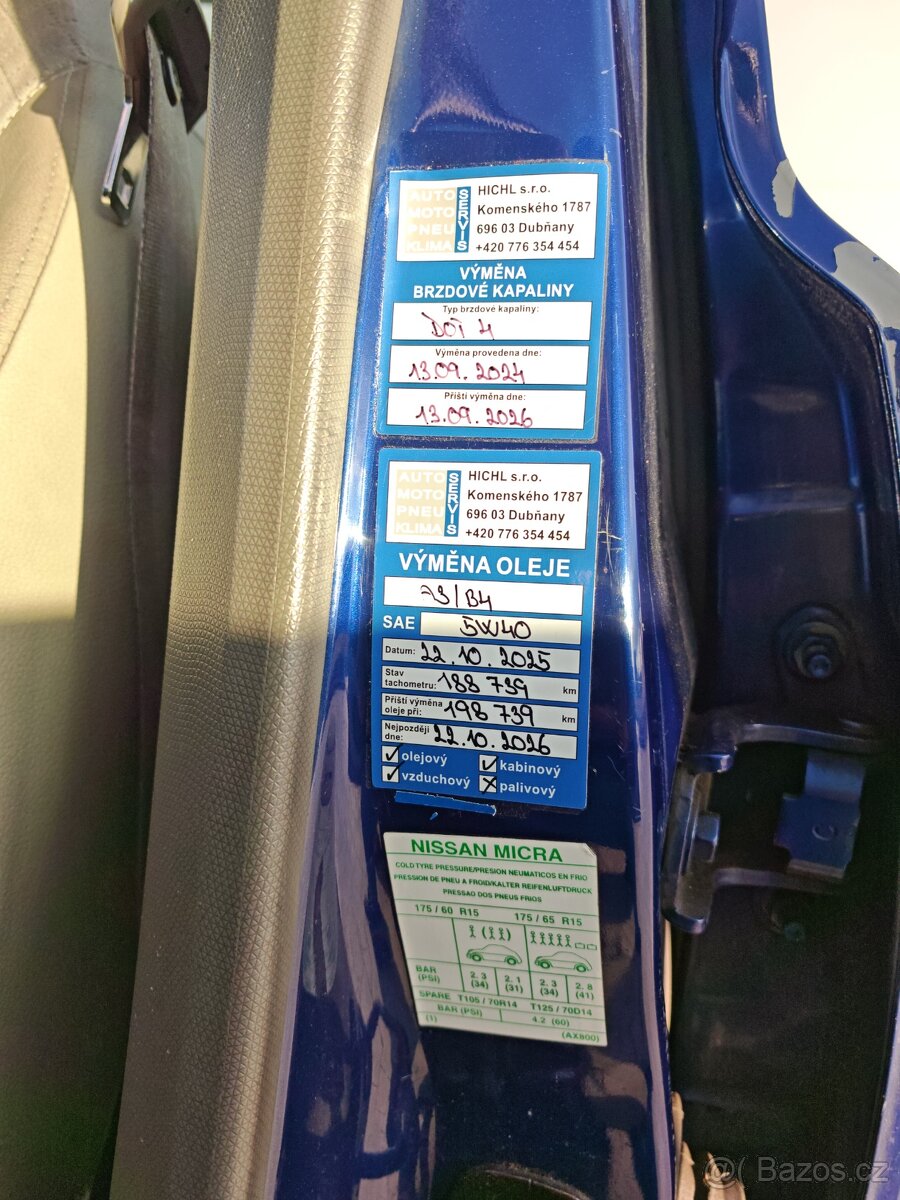 AUTO
MOTO
PNEU
KLIMA
SERVIS
HICHL s.r.o.
Komenského 1787
696 03 Dubňany
+420 776 354 454
VÝMĚNA
BRZDOVÉ KAPALINY
Typ brzdové kapaliny:
DOT 4
Výměna provedena dne:
13.09. 2024
Příští výměna dne:
13.09. 2026
AUTO
MOTO
PNEU
KLIMA
SERVIS
HICHL s.r.o.
Komenského 1787
696 03 Dubňany
+420 776 354 454
VÝMĚNA OLEJE
/B4
SAE 5W40
Datum: 22.10.2025
Stav
tachometru: 188 739 km
Příští výměna
oleje při: 198 739 km
Nejpozději
dne: 22.10.2026
✓ olejový ✓ kabinový
✓ vzduchový X palivový
NISSAN MICRA
COLD TYRE PRESSURE/PRESION NEUMATICOS EN FRIO
PRESSION DE PNEU A FROID/KALTER REIFENLUFTDRUCK
PRESSAO DOS PNEUS FRIOS
175 / 60 R15 175 / 65 R15
BAR
(PSI)
2. 3
(34)
2. 1
(31)
2. 3
(34)
2. 8
(41)
SPARE T105 / 70R14 T125 / 70D14
BAR (PSI) 4.2 (60)
(1) (AX800)
Bazos.cz